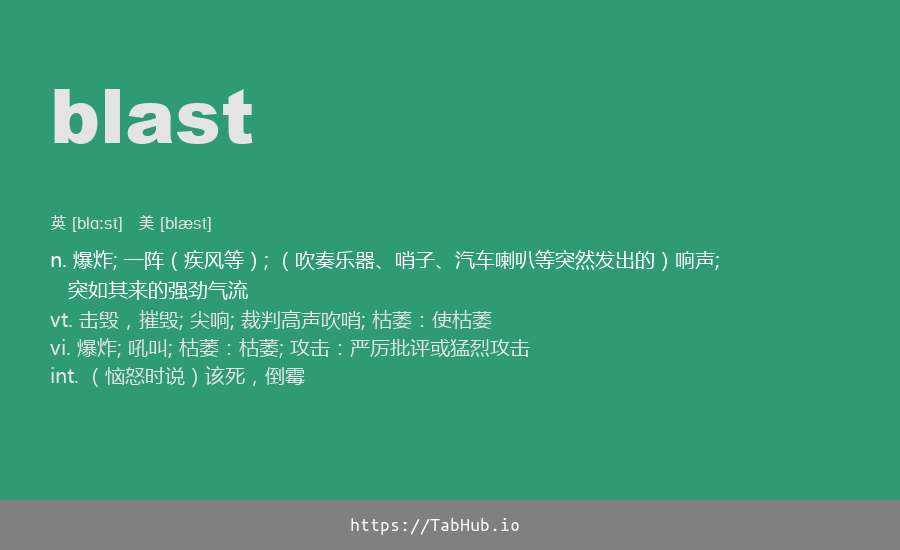 blast
英 [blɑːst] 美 [blæst]
n. 爆炸; 一阵（疾风等）; （吹奏乐器、哨子、汽车喇叭等突然发出的）响声;
突如其来的强劲气流
vt. 击毁，摧毁; 尖响; 裁判高声吹哨; 枯萎：使枯萎
vi. 爆炸; 吼叫; 枯萎：枯萎; 攻击：严厉批评或猛烈攻击
int. （恼怒时说）该死，倒霉
https://TabHub.io